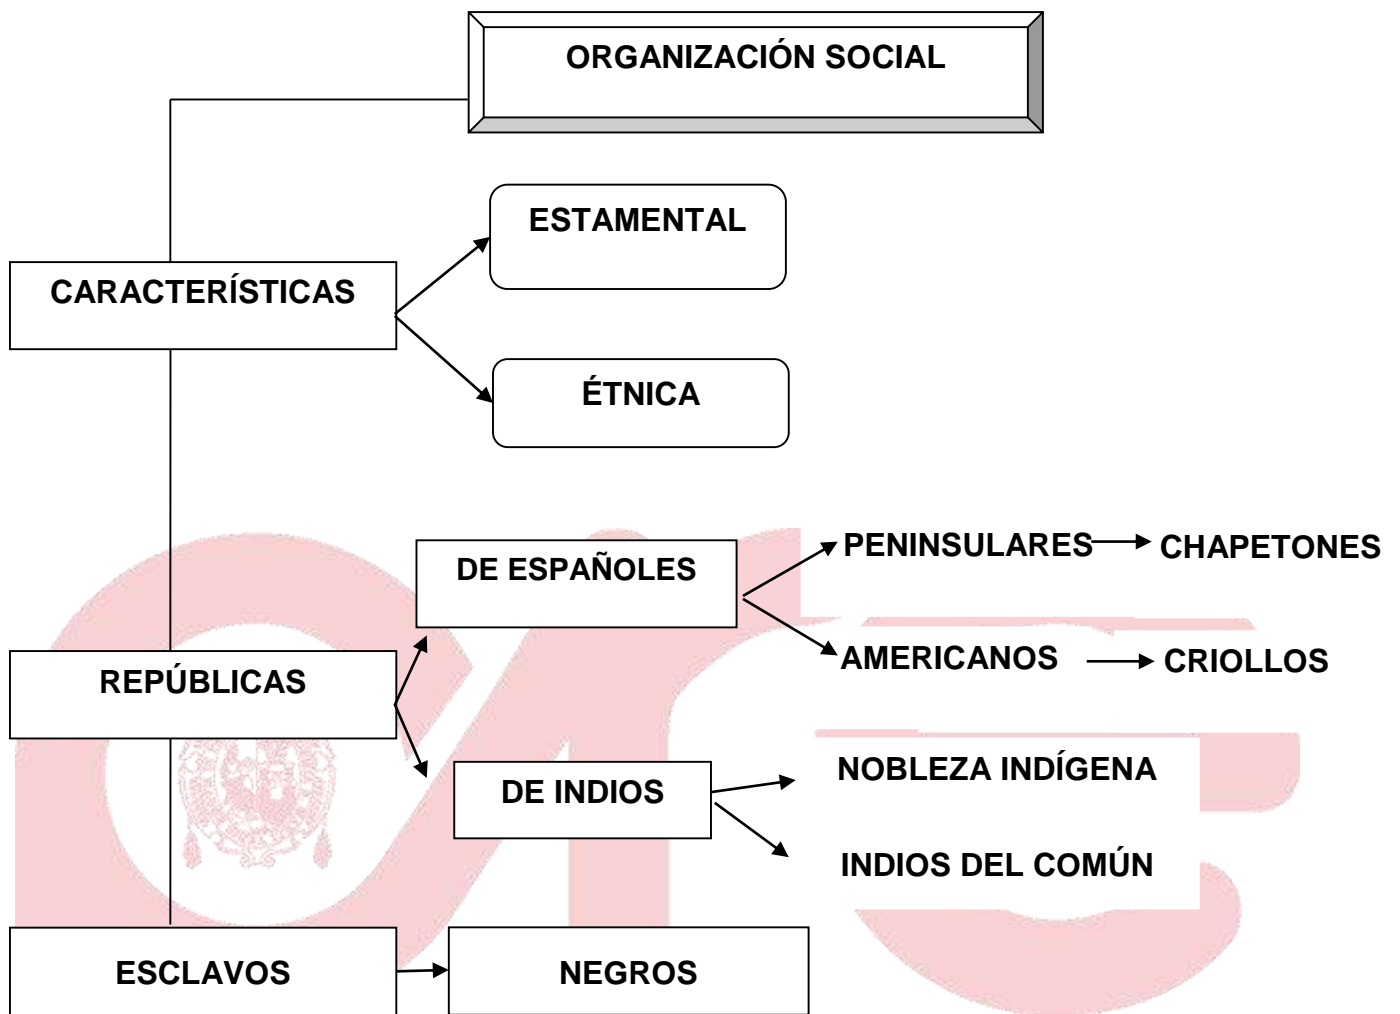 ORGANIZACIÓN SOCIAL
ESTAMENTAL
CARACTERÍSTICAS
ÉTNICA
DE ESPAÑOLES
PENINSULARES
CHAPETONES
AMERICANOS
CRIOLLOS
REPÚBLICAS
DE INDIOS
NOBLEZA INDÍGENA
INDIOS DEL COMÚN
ESCLAVOS
NEGROS